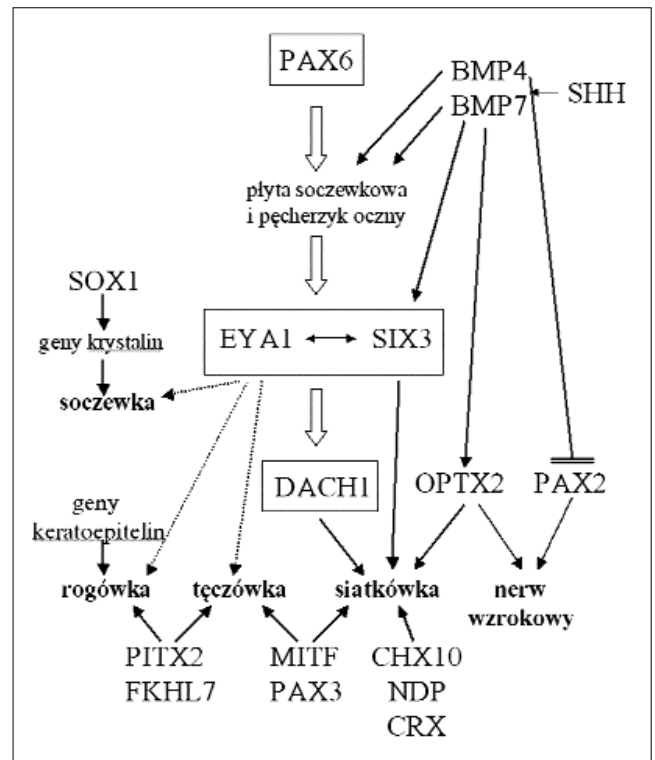 PAX6
BMP4
BMP7
SHH
płyta soczewkowa
i pęcherzyk oczny
SOX1
geny krystalin
soczewka
EYA1
SIX3
DACH1
OPTX2
PAX2
geny
keratoepitelin
rogówka
tęczówka
siatkówka
nerw
wzrokowy
PITX2
FKHL7
MITF
PAX3
CHX10
NDP
CRX